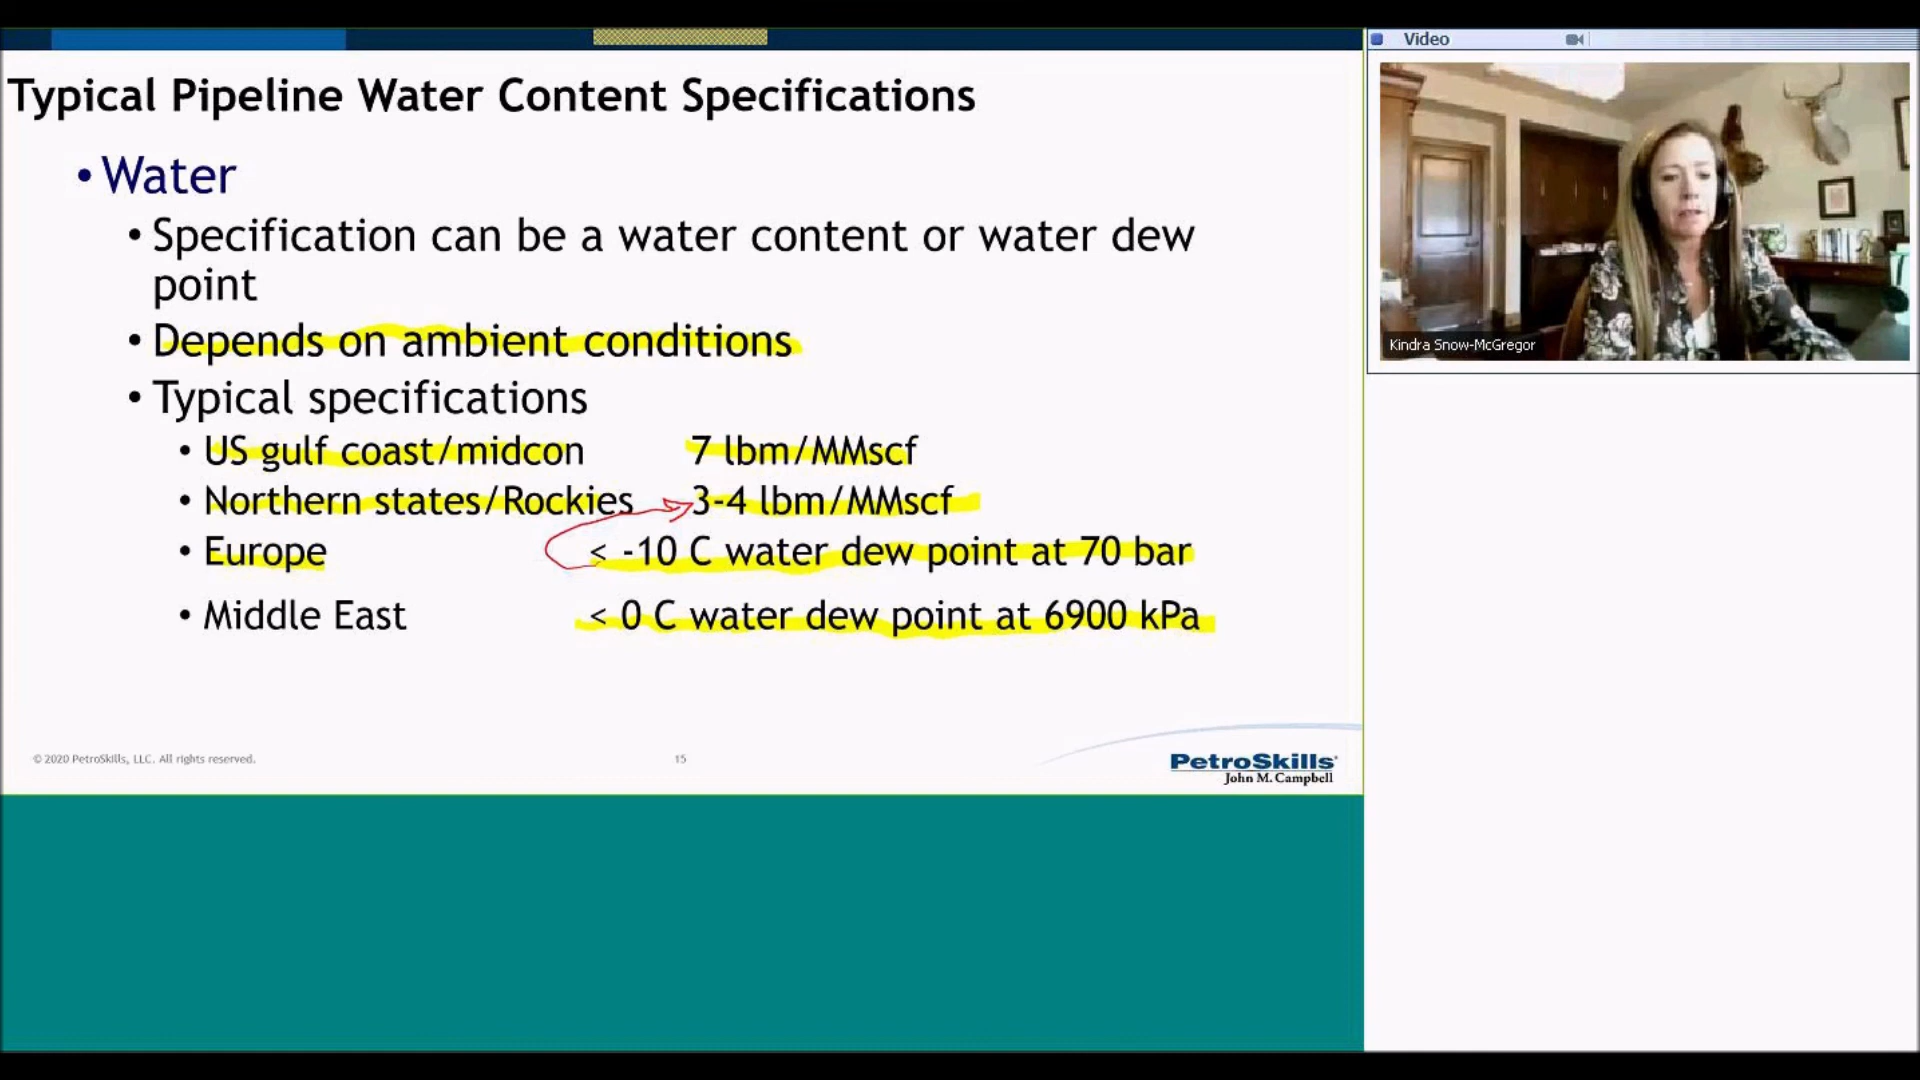 Typical Pipeline Water Content Specifications
• Water
• Specification can be a water content or water dew
point
• Depends on ambient conditions
• Typical specifications
• US gulf coast/midcon 7 lbm/MMscf
• Northern states/Rockies 3-4 lbm/MMscf
• Europe < -10 C water dew point at 70 bar
• Middle East < 0 C water dew point at 6900 kPa
© 2020 PetroSkills, LLC. All rights reserved.
15
PetroSkills
John M. Campbell
Video
Kindra Snow-McGregor